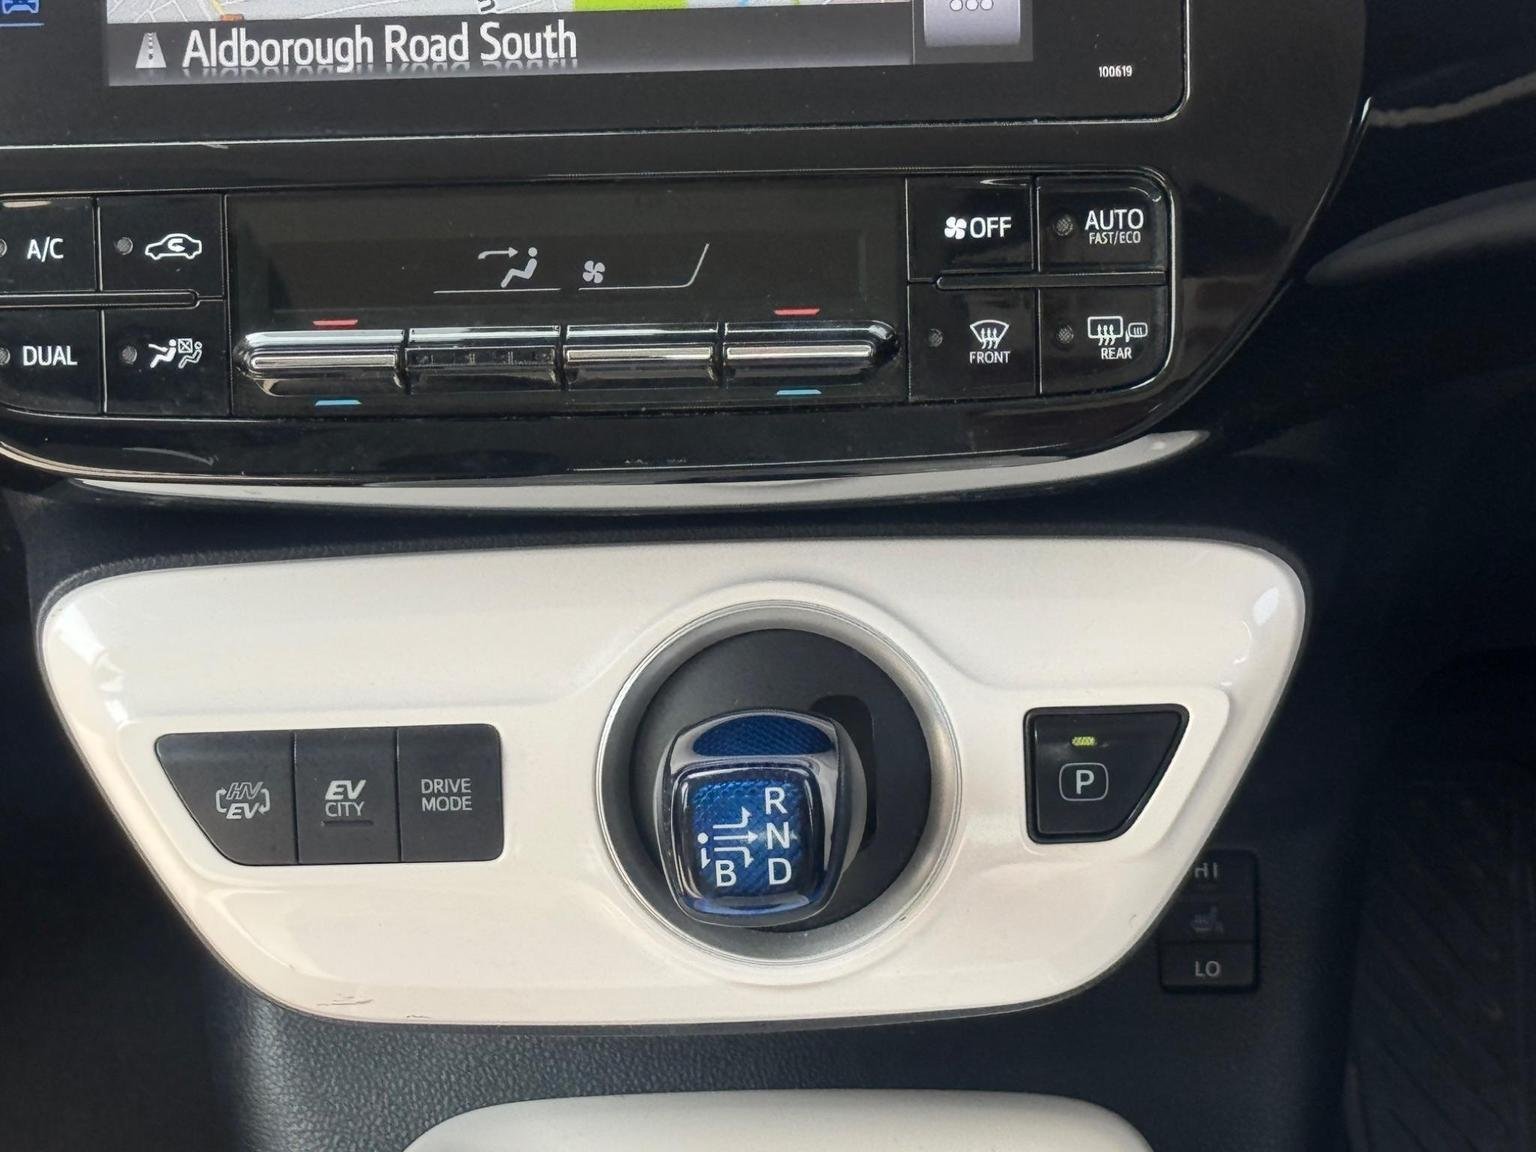 Aldborough Road South
100619
A/C
OFF
AUTO
FAST/ECO
DUAL
FRONT
REAR
HV
EV
EV
CITY
DRIVE
MODE
R
N
B D
P
HI
LO